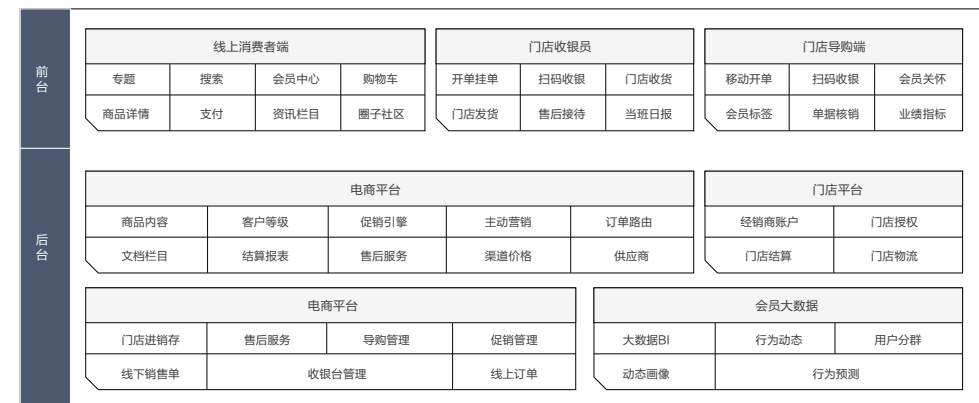 前台
线上消费者端
专题 搜索 会员中心 购物车
商品详情 支付 资讯栏目 圈子社区
门店收银员
开单挂单 扫码收银 门店收货
门店发货 售后接待 当班日报
门店导购端
移动开单 扫码收银 会员关怀
会员标签 单据核销 业绩指标
后台
电商平台
商品内容 客户等级 促销引擎 主动营销 订单路由
文档栏目 结算报表 售后服务 渠道价格 供应商
门店平台
经销商账户 门店授权
门店结算 门店物流
电商平台
门店进销存 售后服务 导购管理 促销管理
线下销售单 收银台管理 线上订单
会员大数据
大数据BI 行为动态 用户分群
动态画像 行为预测